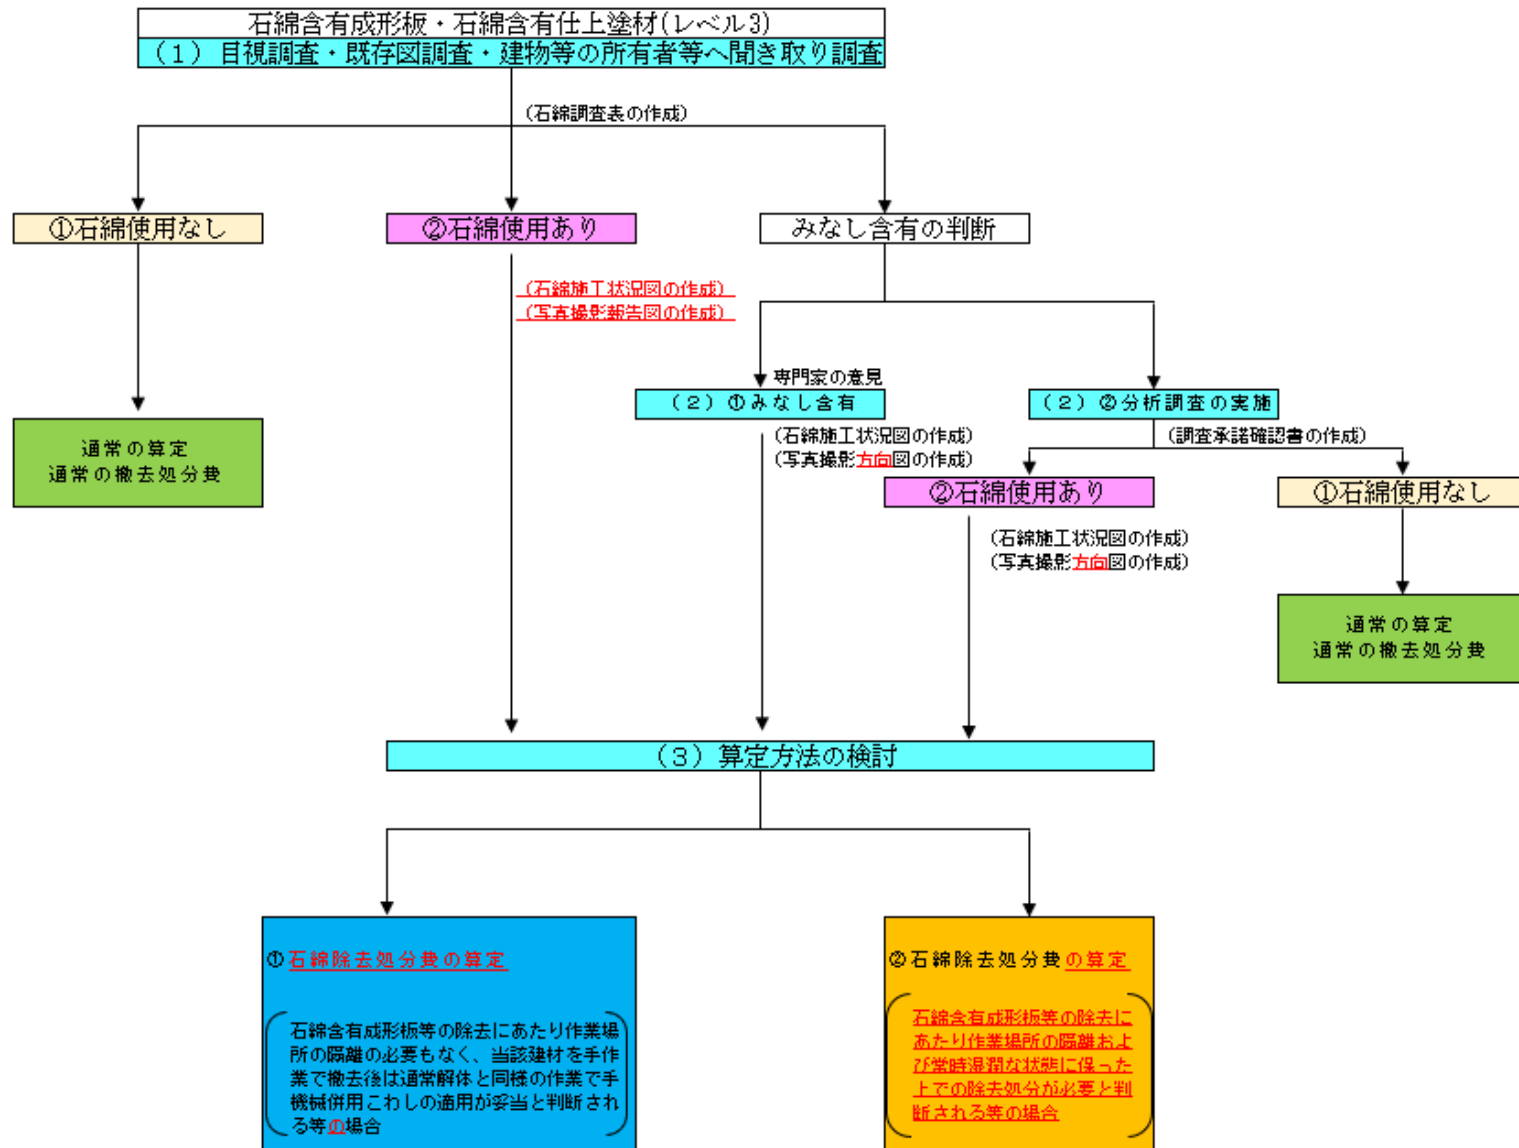 石綿含有成形板・石綿含有仕上塗材(レベル3)
(1) 目視調査・既存図調査・建物等の所有者等へ聞き取り調査
(石綿調査表の作成)
①石綿使用なし
②石綿使用あり
みなし含有の判断
(石綿施工状況図の作成)
(写真撮影報告図の作成)
通常の算定
通常の撤去処分費
専門家の意見
(2) ①みなし含有
(2) ②分析調査の実施
(石綿施工状況図の作成)
(写真撮影方向図の作成)
(調査承諾確認書の作成)
②石綿使用あり
①石綿使用なし
(石綿施工状況図の作成)
(写真撮影方向図の作成)
通常の算定
通常の撤去処分費
(3) 算定方法の検討
①石綿除去処分費の算定
石綿含有成形板等の除去にあたり作業場
所の隔離の必要もなく、当該建材を手作
業で撤去後は通常解体と同様の作業で手
機械併用こわしの適用が妥当と判断され
る等の場合
②石綿除去処分費の算定
石綿含有成形板等の除去に
あたり作業場所の隔離およ
び常時湿潤な状態に保った
上での除去処分が必要と判
断される等の場合